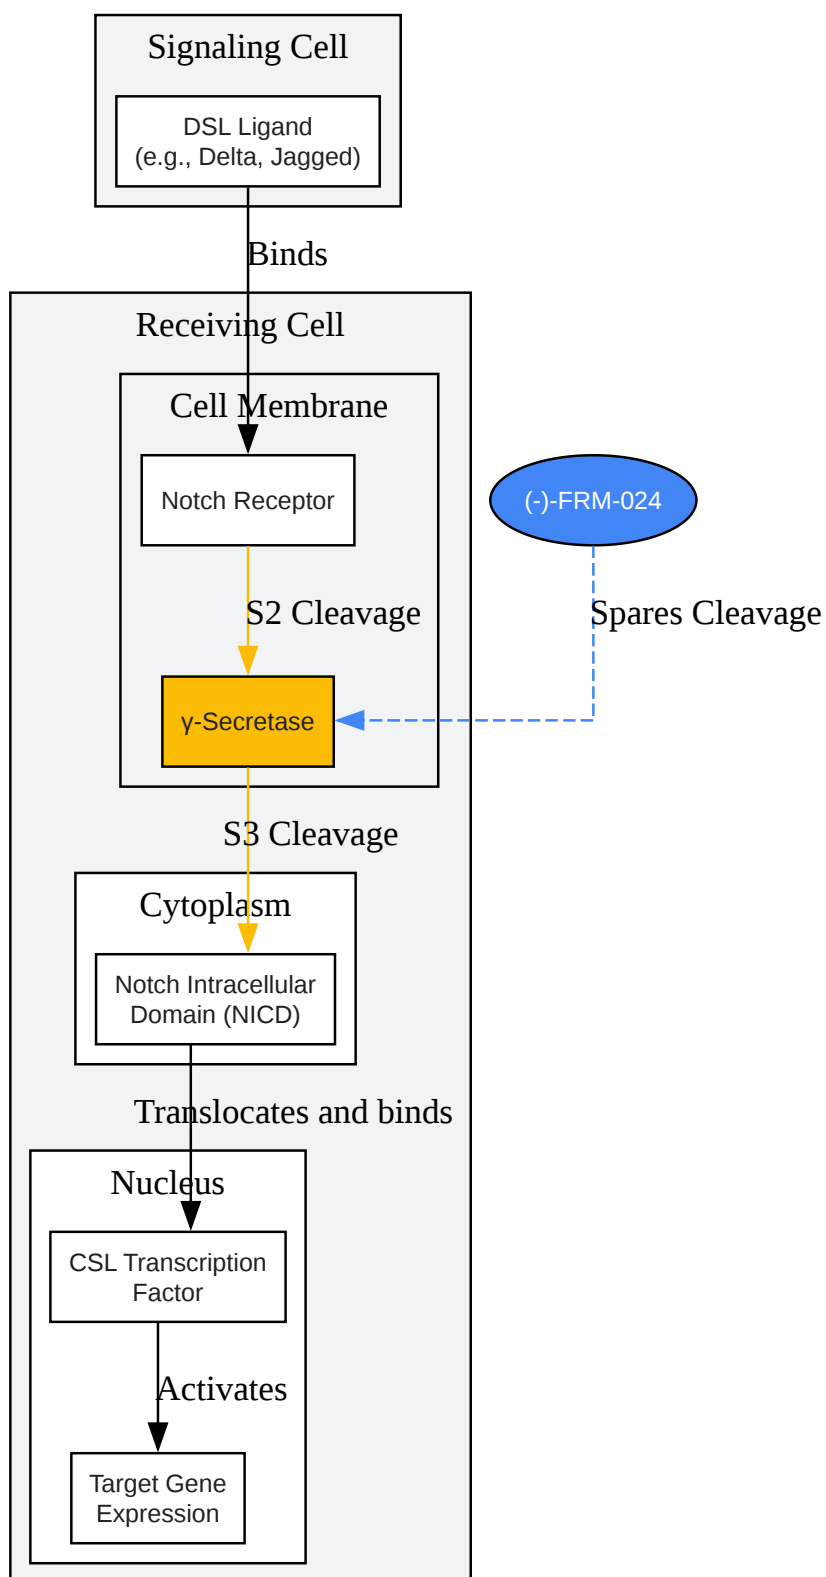 Signaling Cell
DSL Ligand
(e.g., Delta, Jagged)
Binds
Receiving Cell
Cell Membrane
Notch Receptor
(-)-FRM-024
S2 Cleavage
Spares Cleavage
γ-Secretase
S3 Cleavage
Cytoplasm
Notch Intracellular
Domain (NICD)
Translocates and binds
Nucleus
CSL Transcription
Factor
Activates
Target Gene
Expression